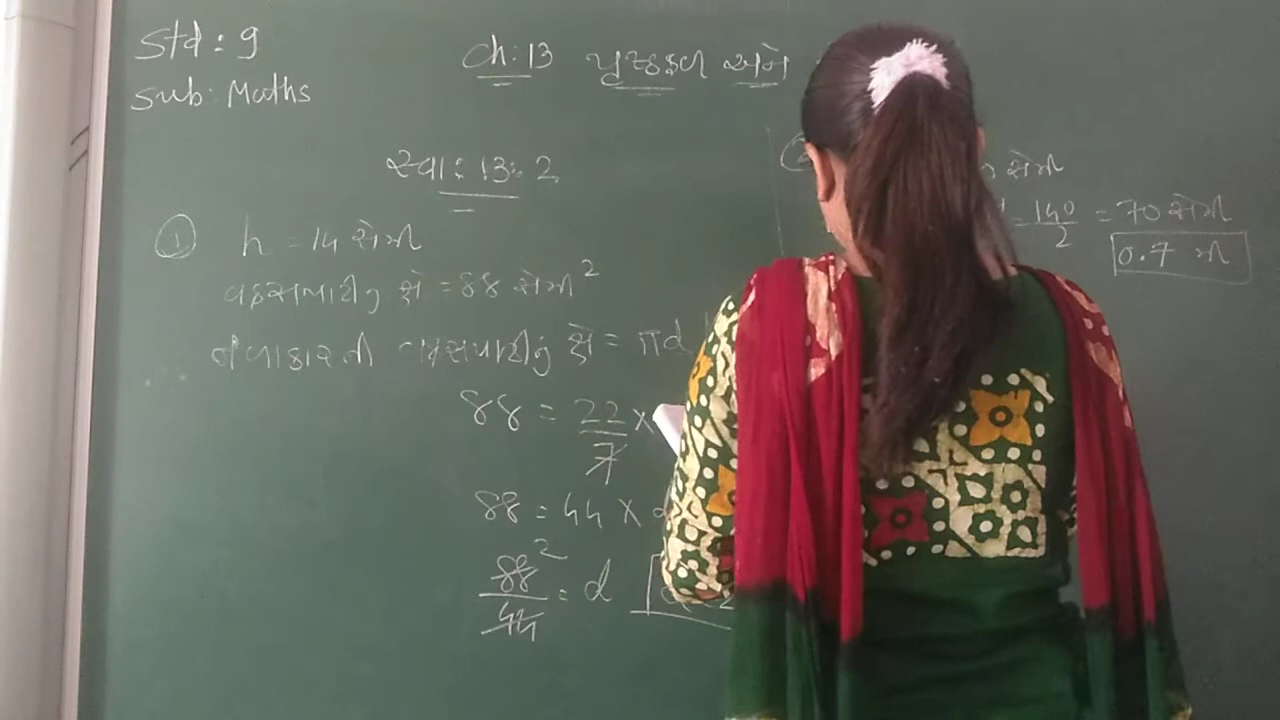 Std : 9
Sub: Maths
Ch: 13 પૃષ્ઠફળ અને
સ્વા : 13.2
① h = 14 સેમી
વક્રસપાટીનું ક્ષે = 88 સેમી²
નળાકારની વક્રસપાટીનું ક્ષે = πd
88 = 22/7 ×
88 = 44 ×
88/44 2 = d
સેમી
= 140/2 = 70 સેમી
0.7 મી